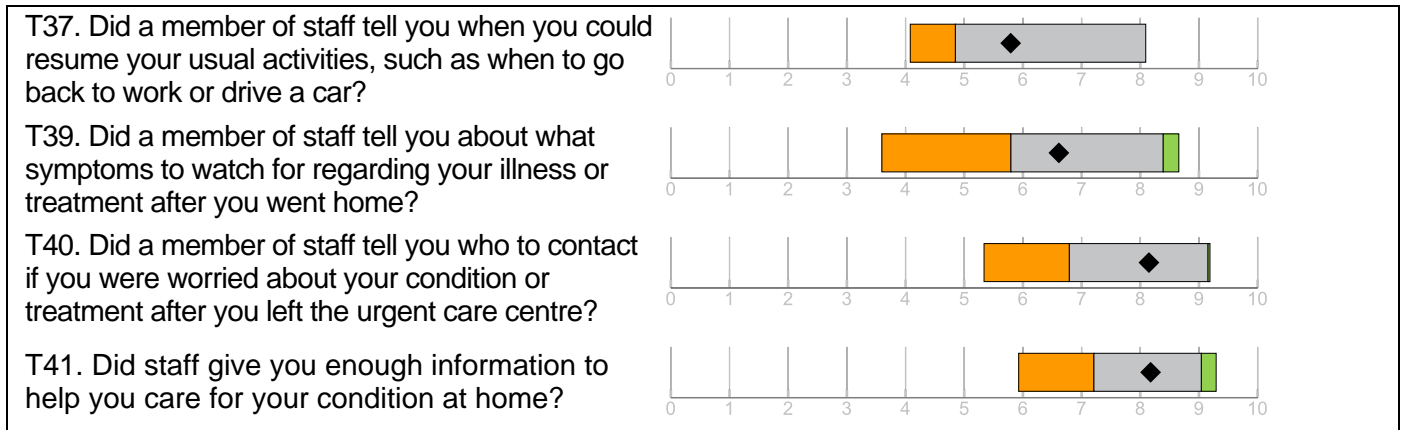 T37. Did a member of staff tell you when you could
resume your usual activities, such as when to go
back to work or drive a car?
0 1 2 3 4 5 6 7 8 9 10
T39. Did a member of staff tell you about what
symptoms to watch for regarding your illness or
treatment after you went home?
0 1 2 3 4 5 6 7 8 9 10
T40. Did a member of staff tell you who to contact
if you were worried about your condition or
treatment after you left the urgent care centre?
0 1 2 3 4 5 6 7 8 9 10
T41. Did staff give you enough information to
help you care for your condition at home?
0 1 2 3 4 5 6 7 8 9 10